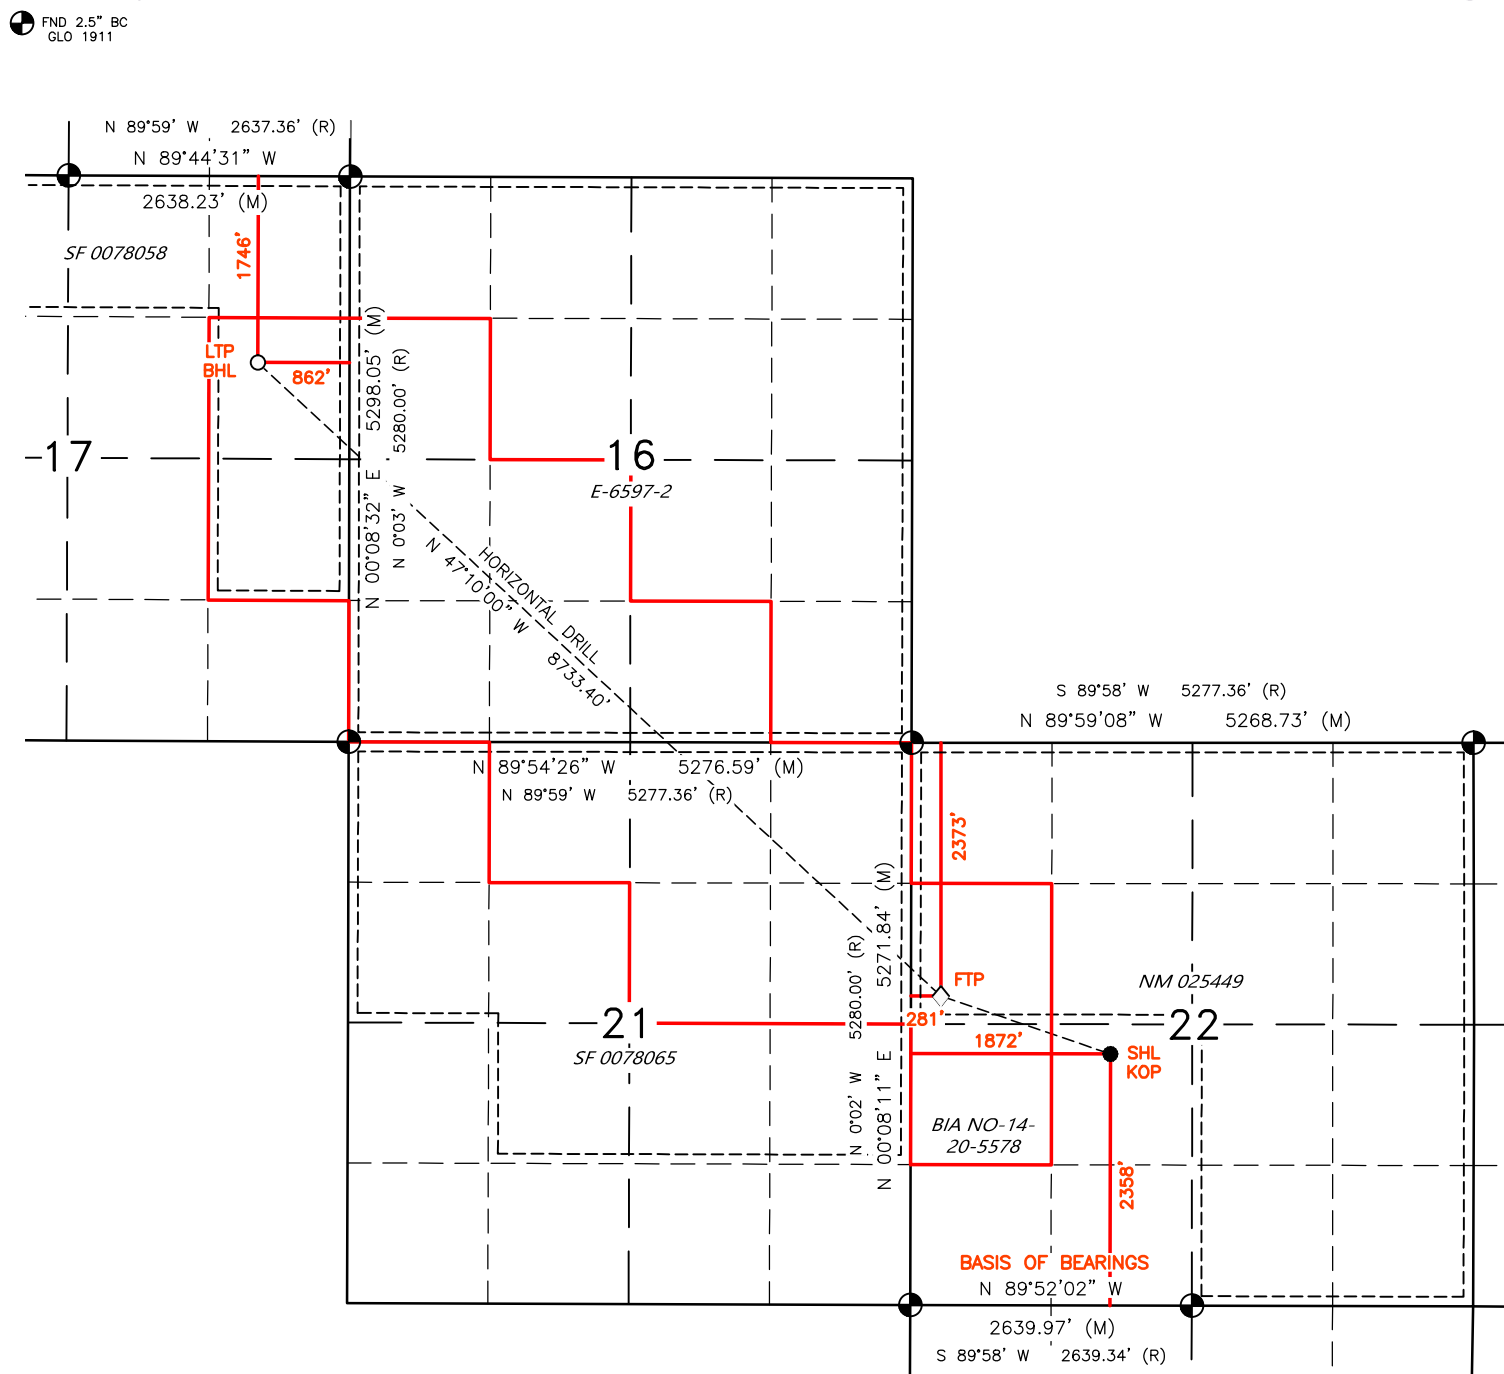 FND 2.5" BC
GLO 1911
N 89°59' W 2637.36' (R)
N 89°44'31" W
2638.23' (M)
SF 0078058
1746'
LTP
BHL
862'
N 00°08'32" E 5298.05' (M)
N 0°03' W 5280.00' (R)
17
16
E-6597-2
HORIZONTAL DRILL
N 47°10'00" W 8733.40'
S 89°58' W 5277.36' (R)
N 89°59'08" W 5268.73' (M)
N 89°54'26" W 5276.59' (M)
N 89°59' W 5277.36' (R)
2373'
N 0°02' W 5280.00' (R)
N 00°08'11" E 5271.84' (M)
FTP
281'
NM 025449
21
SF 0078065
22
1872'
SHL
KOP
BIA NO-14-
20-5578
2358'
BASIS OF BEARINGS
N 89°52'02" W
2639.97' (M)
S 89°58' W 2639.34' (R)